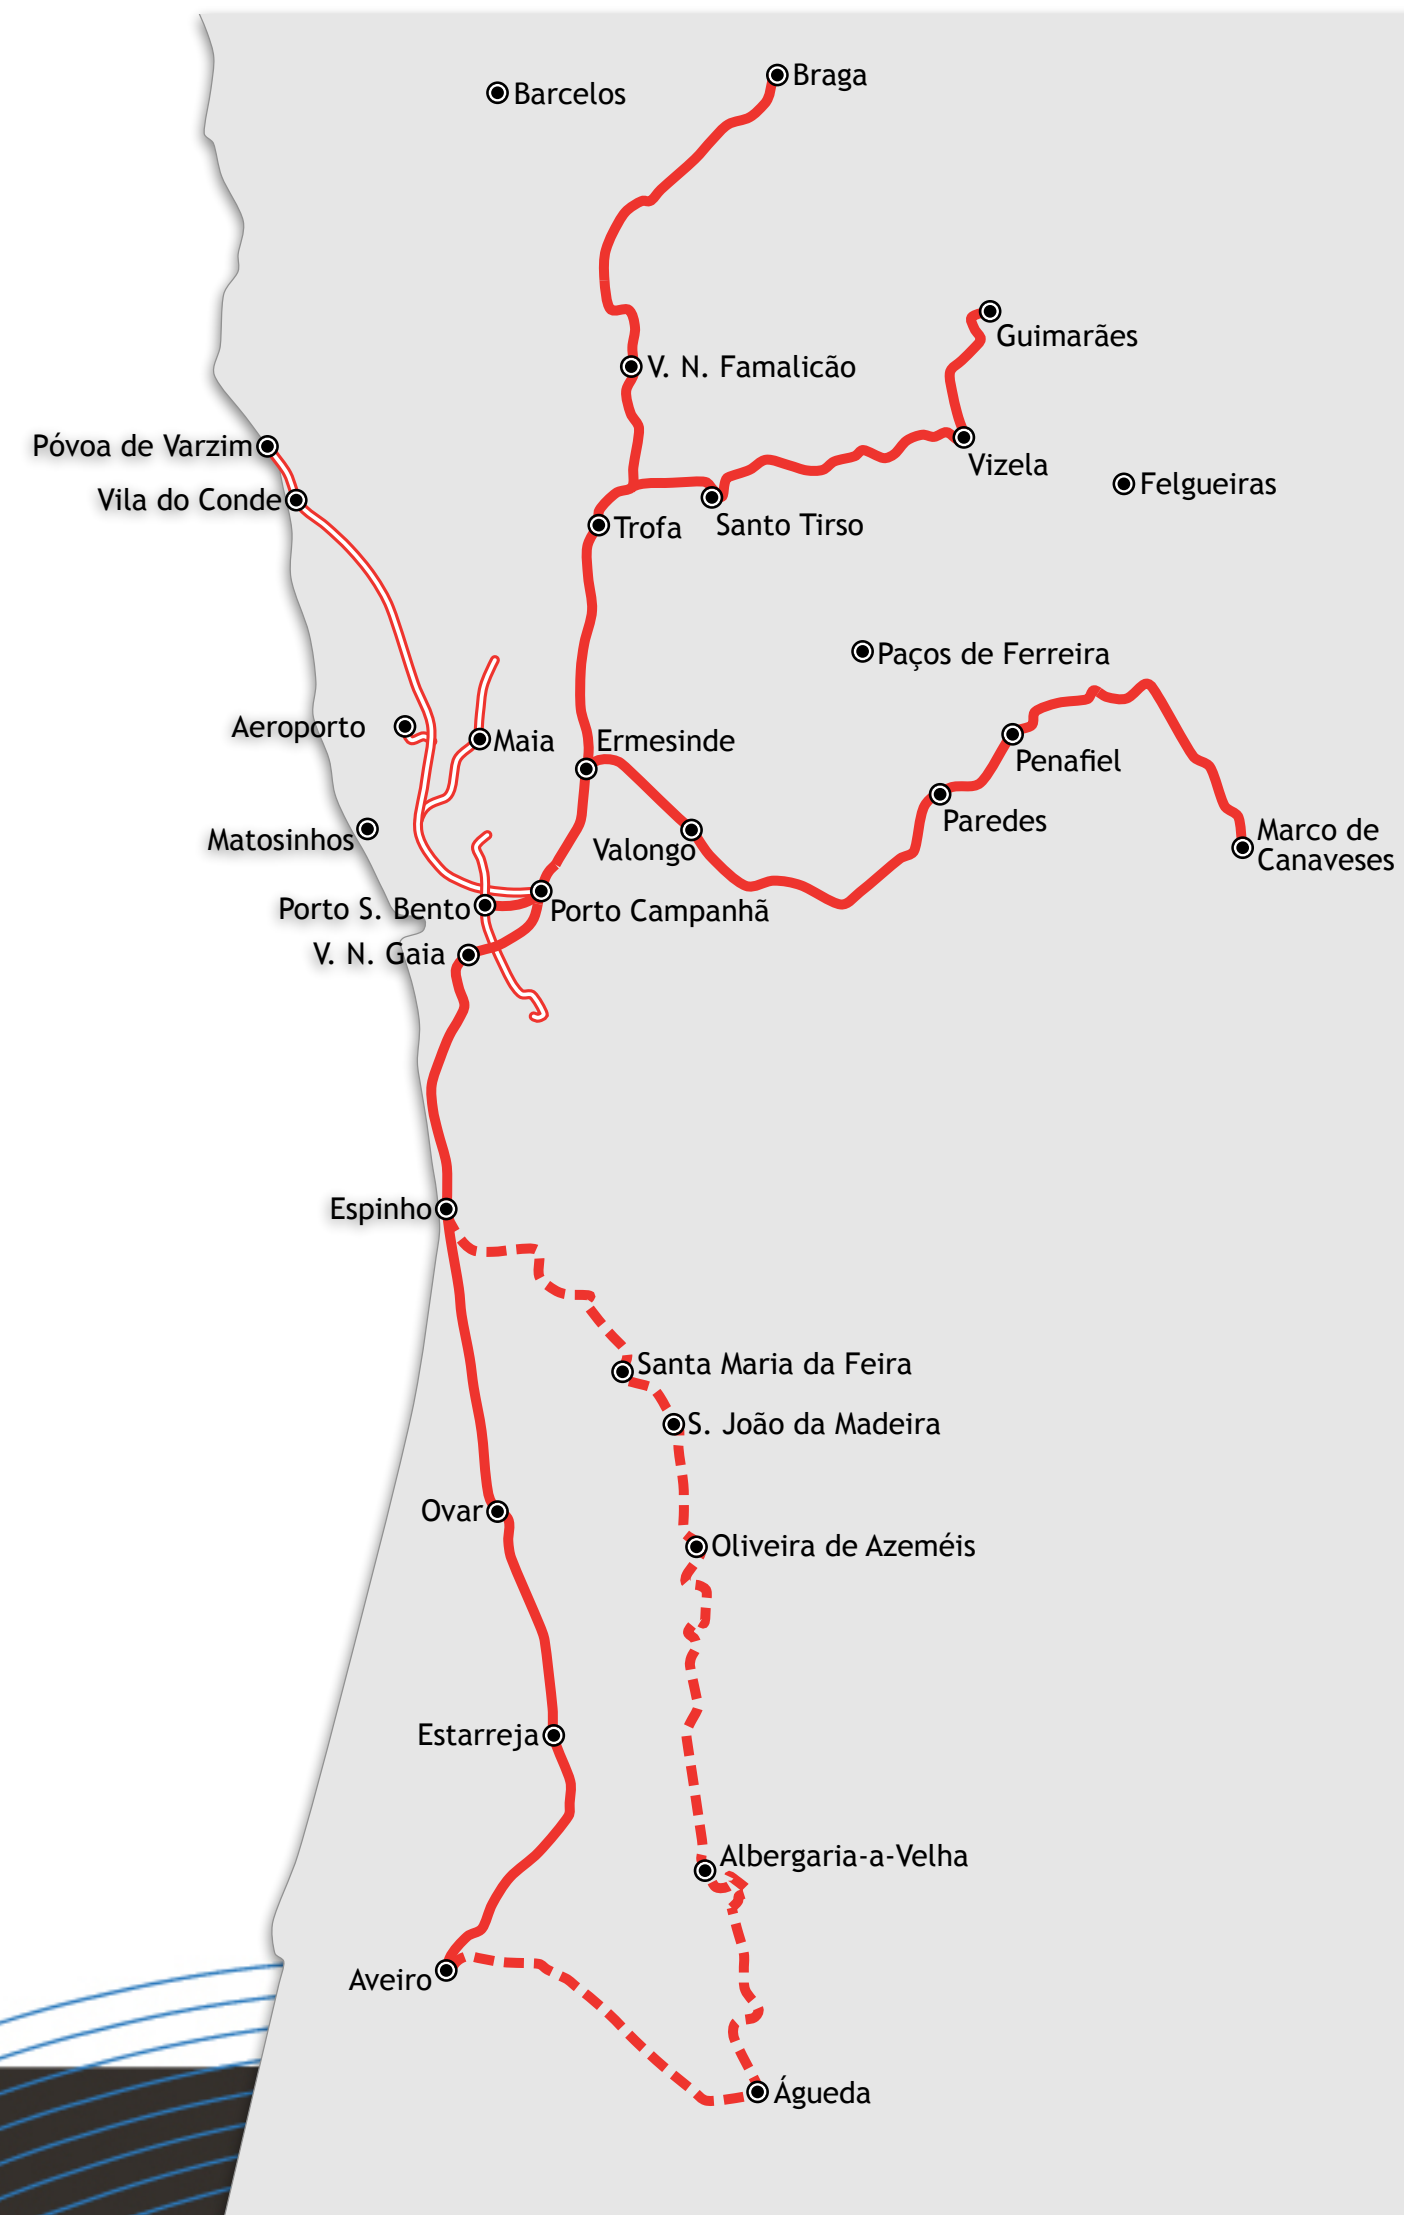 Braga
Barcelos
Guimarães
V. N. Famalicão
Póvoa de Varzim
Vizela
Felgueiras
Vila do Conde
Trofa
Santo Tirso
Paços de Ferreira
Aeroporto
Maia
Ermesinde
Penafiel
Paredes
Matosinhos
Valongo
Marco de
Canaveses
Porto S. Bento
Porto Campanhã
V. N. Gaia
Espinho
Santa Maria da Feira
S. João da Madeira
Ovar
Oliveira de Azeméis
Estarreja
Albergaria-a-Velha
Aveiro
Águeda